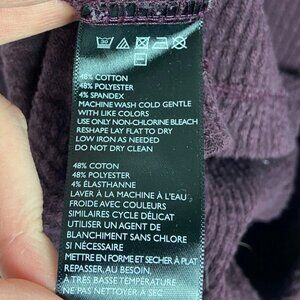 48% COTTON
48% POLYESTER
4% SPANDEX
MACHINE WASH COLD GENTLE
WITH LIKE COLORS
USE ONLY NON-CHLORINE BLEACH
RESHAPE LAY FLAT TO DRY
LOW IRON AS NEEDED
DO NOT DRY CLEAN
48% COTON
48% POLYESTER
4% ÉLASTHANNE
LAVER À LA MACHINE À L'EAU
FROIDE AVEC COULEURS
SIMILAIRES CYCLE DÉLICAT
UTILISER UN AGENT DE
BLANCHIMENT SANS CHLORE
SI NÉCESSAIRE
METTRE EN FORME ET SECHER À PLAT
REPASSER, AU BESOIN,
À TRÈS BASSE TEMPÉRATURE
NE PAS NETTOYER À SEC